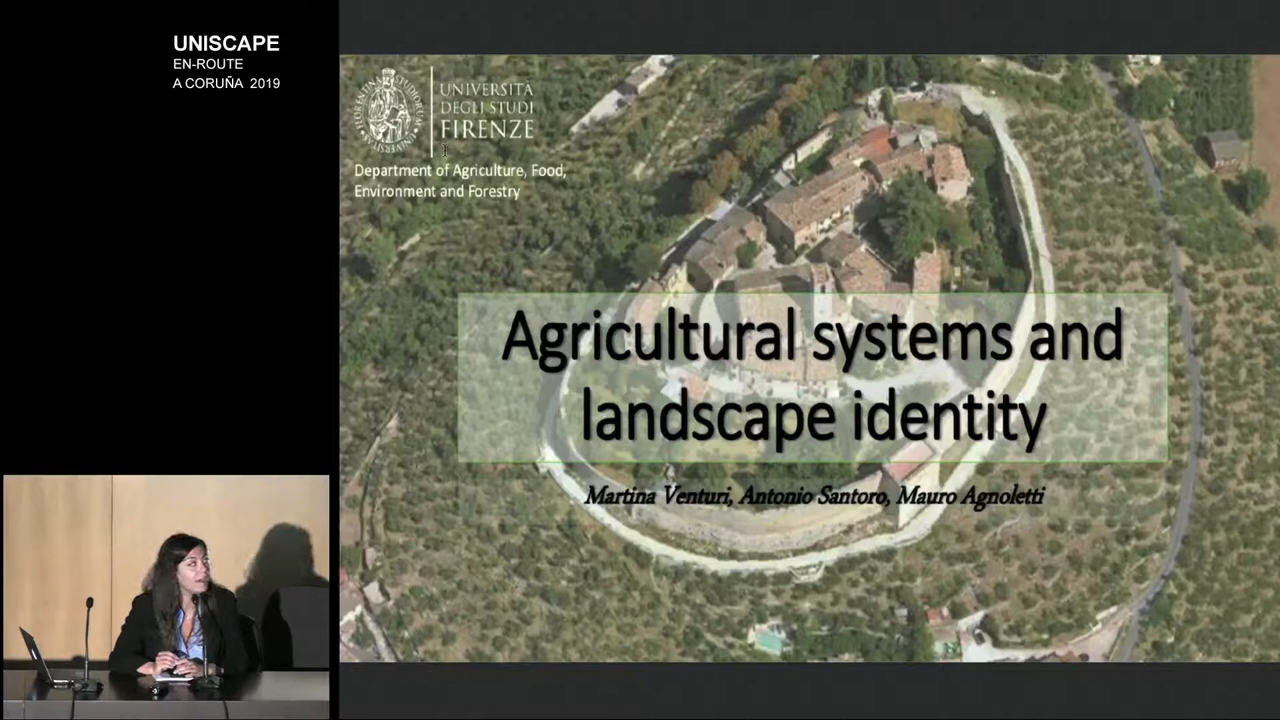 UNISCAPE
EN-ROUTE
A CORUÑA 2019
UNIVERSITÀ
DEGLI STUDI
FIRENZE
Department of Agriculture, Food,
Environment and Forestry
Agricultural systems and
landscape identity
Martina Venturi, Antonio Santoro, Mauro Agnoletti